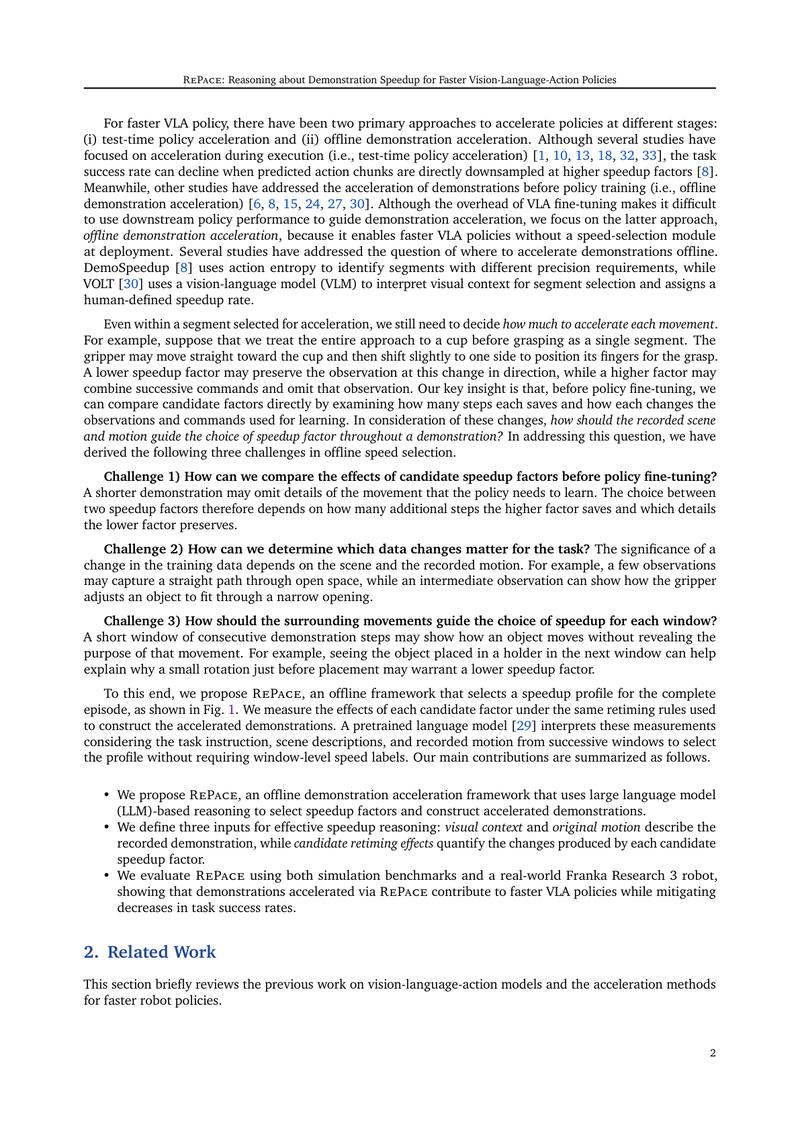 RePace: Reasoning about Demonstration Speedup for Faster Vision-Language-Action Policies
For faster VLA policy, there have been two primary approaches to accelerate policies at different stages:
(i) test-time policy acceleration and (ii) offline demonstration acceleration. Although several studies have
focused on acceleration during execution (i.e., test-time policy acceleration) [1, 10, 13, 18, 32, 33], the task
success rate can decline when predicted action chunks are directly downsampled at higher speedup factors [8].
Meanwhile, other studies have addressed the acceleration of demonstrations before policy training (i.e., offline
demonstration acceleration) [6, 8, 15, 24, 27, 30]. Although the overhead of VLA fine-tuning makes it difficult
to use downstream policy performance to guide demonstration acceleration, we focus on the latter approach,
offline demonstration acceleration, because it enables faster VLA policies without a speed-selection module
at deployment. Several studies have addressed the question of where to accelerate demonstrations offline.
DemoSpeedup [8] uses action entropy to identify segments with different precision requirements, while
VOLT [30] uses a vision-language model (VLM) to interpret visual context for segment selection and assigns a
human-defined speedup rate.
Even within a segment selected for acceleration, we still need to decide how much to accelerate each movement.
For example, suppose that we treat the entire approach to a cup before grasping as a single segment. The
gripper may move straight toward the cup and then shift slightly to one side to position its fingers for the grasp.
A lower speedup factor may preserve the observation at this change in direction, while a higher factor may
combine successive commands and omit that observation. Our key insight is that, before policy fine-tuning, we
can compare candidate factors directly by examining how many steps each saves and how each changes the
observations and commands used for learning. In consideration of these changes, how should the recorded scene
and motion guide the choice of speedup factor throughout a demonstration? In addressing this question, we have
derived the following three challenges in offline speed selection.
Challenge 1) How can we compare the effects of candidate speedup factors before policy fine-tuning?
A shorter demonstration may omit details of the movement that the policy needs to learn. The choice between
two speedup factors therefore depends on how many additional steps the higher factor saves and which details
the lower factor preserves.
Challenge 2) How can we determine which data changes matter for the task? The significance of a
change in the training data depends on the scene and the recorded motion. For example, a few observations
may capture a straight path through open space, while an intermediate observation can show how the gripper
adjusts an object to fit through a narrow opening.
Challenge 3) How should the surrounding movements guide the choice of speedup for each window?
A short window of consecutive demonstration steps may show how an object moves without revealing the
purpose of that movement. For example, seeing the object placed in a holder in the next window can help
explain why a small rotation just before placement may warrant a lower speedup factor.
To this end, we propose RePace, an offline framework that selects a speedup profile for the complete
episode, as shown in Fig. 1. We measure the effects of each candidate factor under the same retiming rules used
to construct the accelerated demonstrations. A pretrained language model [29] interprets these measurements
considering the task instruction, scene descriptions, and recorded motion from successive windows to select
the profile without requiring window-level speed labels. Our main contributions are summarized as follows.
• We propose RePace, an offline demonstration acceleration framework that uses large language model
(LLM)-based reasoning to select speedup factors and construct accelerated demonstrations.
• We define three inputs for effective speedup reasoning: visual context and original motion describe the
recorded demonstration, while candidate retiming effects quantify the changes produced by each candidate
speedup factor.
• We evaluate RePace using both simulation benchmarks and a real-world Franka Research 3 robot,
showing that demonstrations accelerated via RePace contribute to faster VLA policies while mitigating
decreases in task success rates.
2. Related Work
This section briefly reviews the previous work on vision-language-action models and the acceleration methods
for faster robot policies.
2